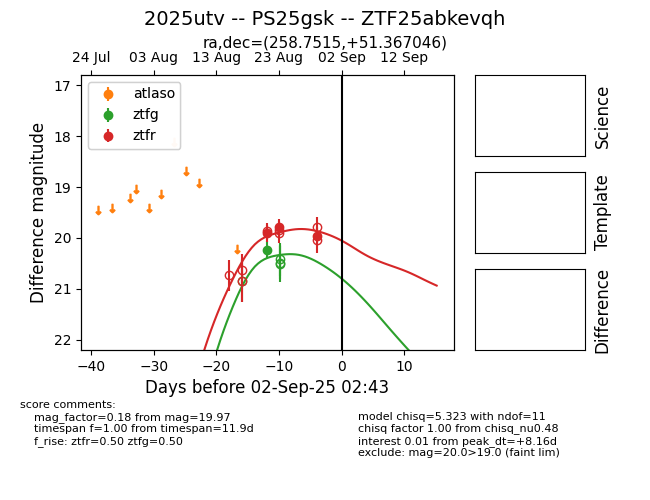 2025utv -- PS25gsk -- ZTF25abkevqh
ra,dec=(258.7515,+51.367046)
24 Jul 03 Aug 13 Aug 23 Aug 02 Sep 12 Sep
17
18
19
20
21
22
Difference magnitude
atlaso
ztfg
ztfr
−40 −30 −20 −10 0 10
Days before 02-Sep-25 02:43
Science
Template
Difference
score comments:
mag_factor=0.18 from mag=19.97
timespan f=1.00 from timespan=11.9d
f_rise: ztfr=0.50 ztfg=0.50
model chisq=5.323 with ndof=11
chisq factor 1.00 from chisq_nu0.48
interest 0.01 from peak_dt=+8.16d
exclude: mag=20.0>19.0 (faint lim)